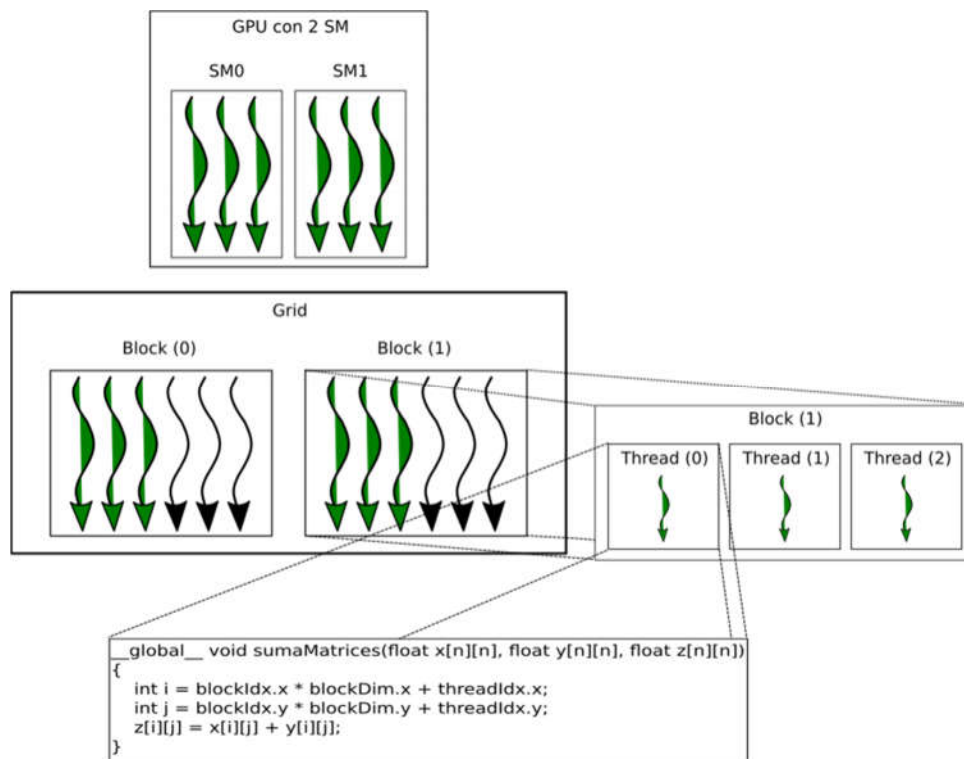 GPU con 2 SM
SM0 SM1
Grid
Block (0) Block (1)
Block (1)
Thread (0) Thread (1) Thread (2)
__global__ void sumaMatrices(float x[n][n], float y[n][n], float z[n][n])
{
int i = blockIdx.x * blockDim.x + threadIdx.x;
int j = blockIdx.y * blockDim.y + threadIdx.y;
z[i][j] = x[i][j] + y[i][j];
}